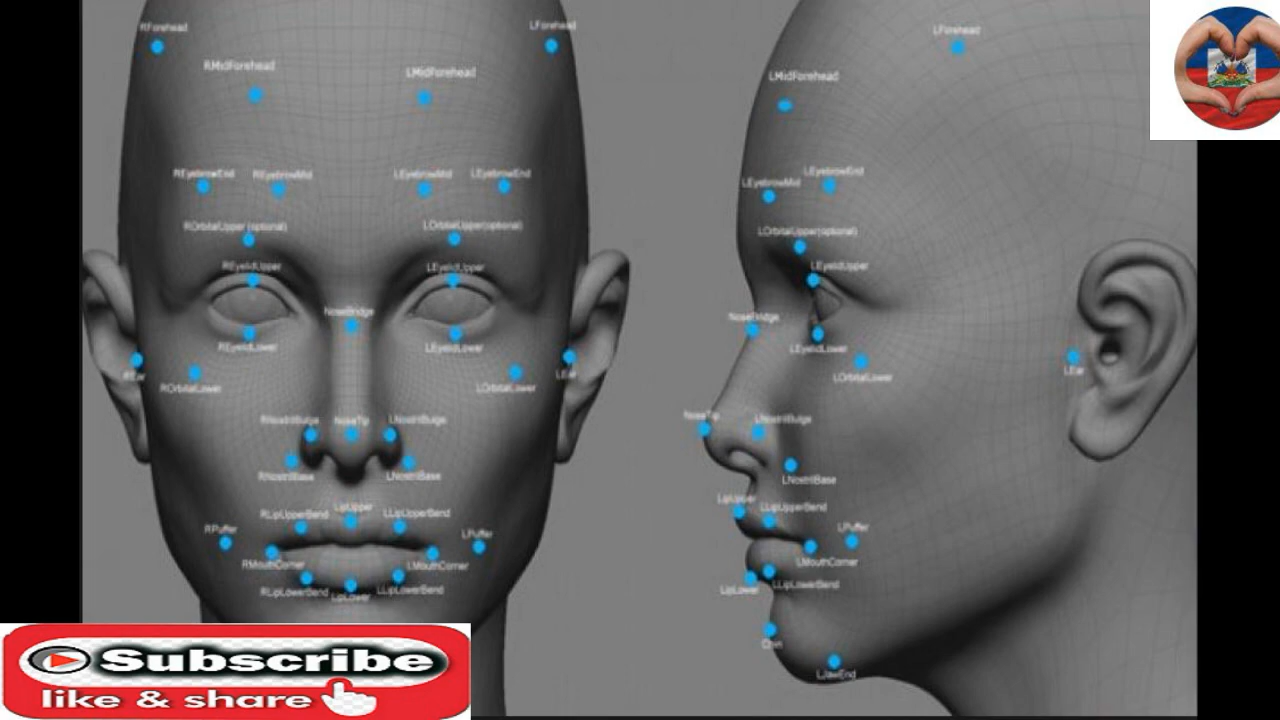 RForehead
LForehead
RMidForehead
LMidForehead
REyebrowEnd
REyebrowMid
LEyebrowMid
LEyebrowEnd
ROrbitalUpper(optional)
LOrbitalUpper(optional)
REyelidUpper
LEyelidUpper
NoseBridge
REyelidLower
LEyelidLower
REar
LEar
ROrbitalLower
LOrbitalLower
RNostrilBulge
NoseTip
LNostrilBulge
RNostrilBase
LNostrilBase
LipUpper
RLipUpperBend
LLipUpperBend
RPuffer
LPuffer
RMouthCorner
LMouthCorner
RLipLowerBend
LipLower
LLipLowerBend
LForehead
LMidForehead
LEyebrowEnd
LEyebrowMid
LOrbitalUpper(optional)
LEyelidUpper
NoseBridge
LEyelidLower
LOrbitalLower
LEar
NoseTip
LNostrilBulge
LNostrilBase
LipUpper
LLipUpperBend
LPuffer
LMouthCorner
LipLower
LLipLowerBend
Chin
LJawEnd
Subscribe
like & share